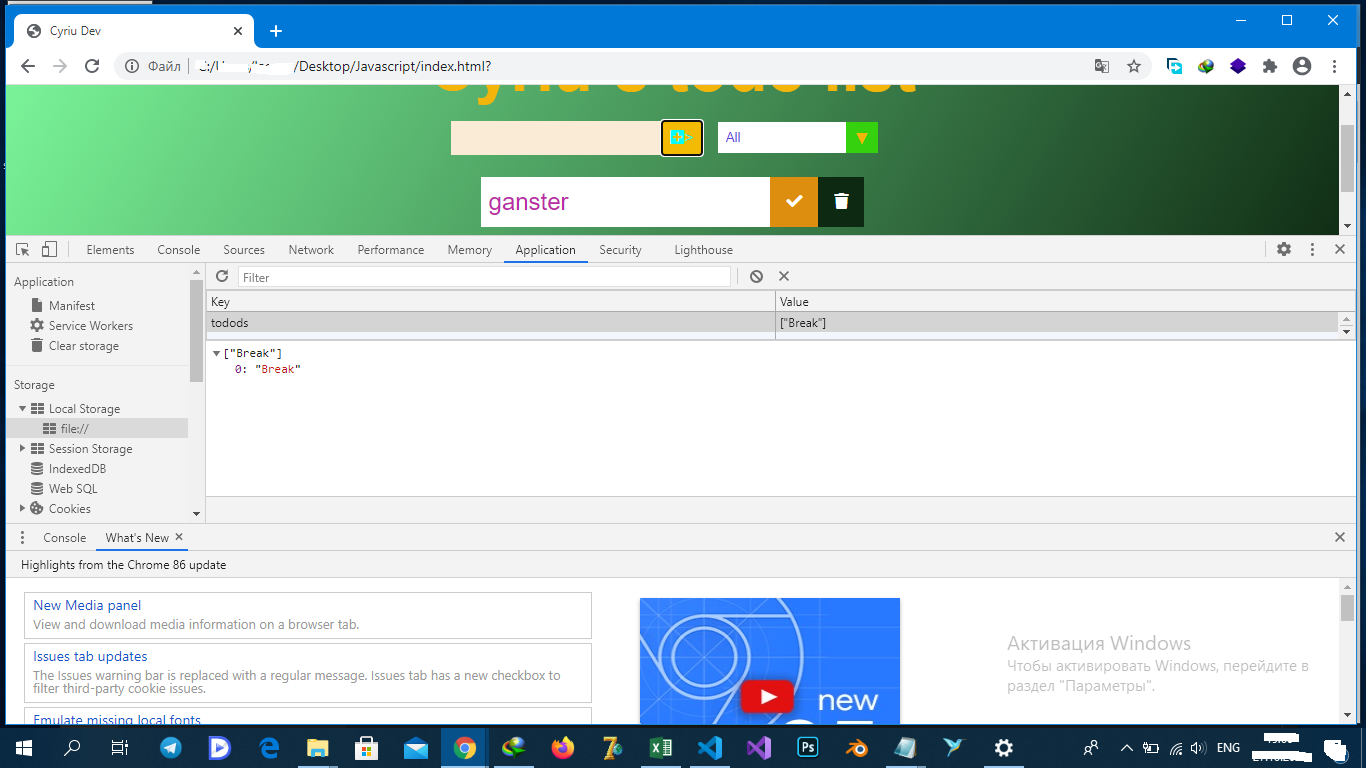 Cyriu Dev
Файл
/Desktop/Javascript/index.html?
Cyriu's todo list
All
ganster
Elements Console Sources Network Performance Memory Application Security Lighthouse
Application
Manifest
Service Workers
Clear storage
Storage
Local Storage
file://
Session Storage
IndexedDB
Web SQL
Cookies
Filter
Key Value
todods ["Break"]
["Break"]
0: "Break"
Console What's New
Highlights from the Chrome 86 update
New Media panel
View and download media information on a browser tab.
Issues tab updates
The Issues warning bar is replaced with a regular message. Issues tab has a new checkbox to
filter third-party cookie issues.
Emulate missing local fonts
new
Активация Windows
Чтобы активировать Windows, перейдите в
раздел "Параметры".
ENG